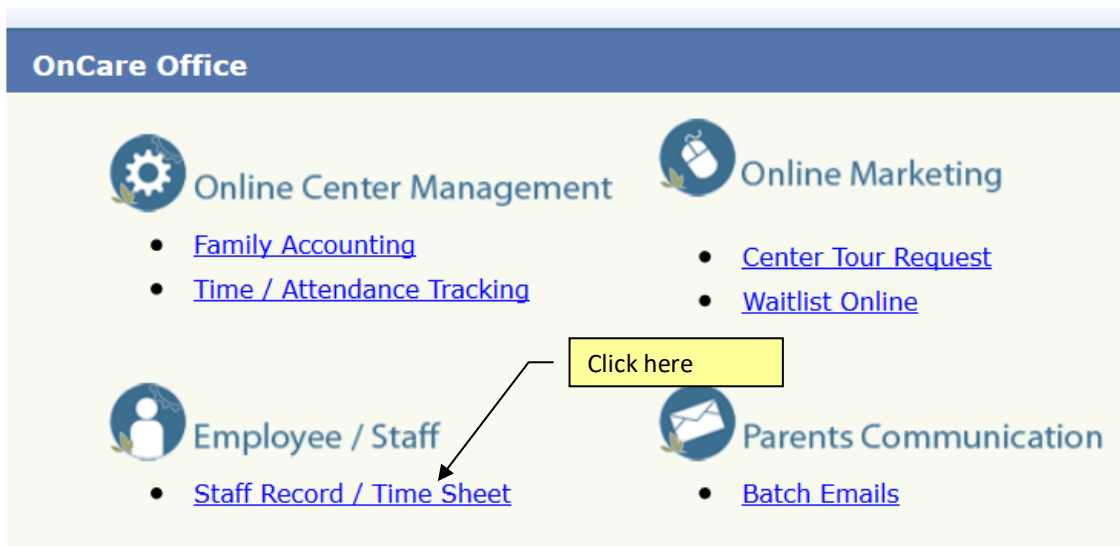 OnCare Office
Online Center Management
Family Accounting
Time / Attendance Tracking
Online Marketing
Center Tour Request
Waitlist Online
Click here
Employee / Staff
Staff Record / Time Sheet
Parents Communication
Batch Emails